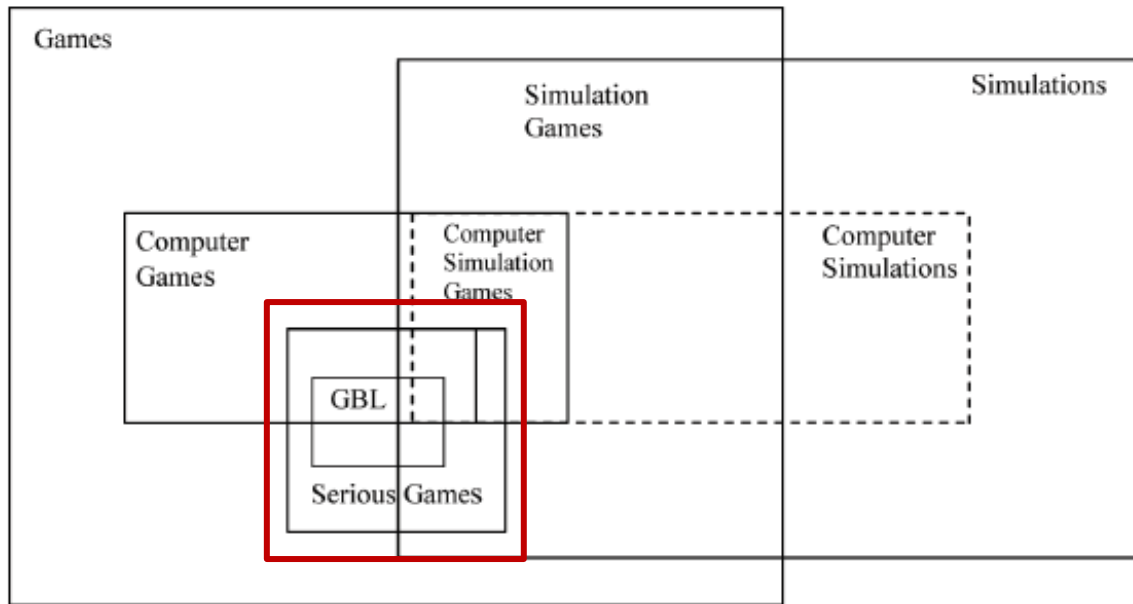 Games
Simulations
Simulation
Games
Computer
Games
Computer
Simulation
Games
Computer
Simulations
GBL
Serious Games